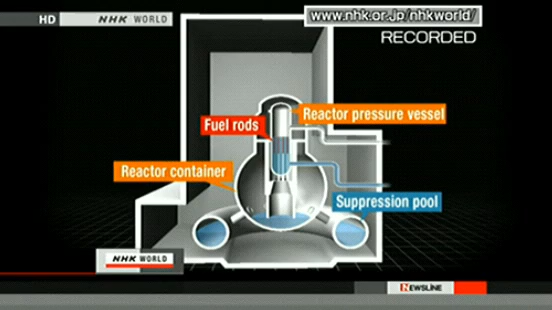 HD NHK WORLD
www.nhk.or.jp/nhkworld/
RECORDED
Reactor pressure vessel
Fuel rods
Reactor container
Suppression pool
NHK WORLD
NEWSLINE